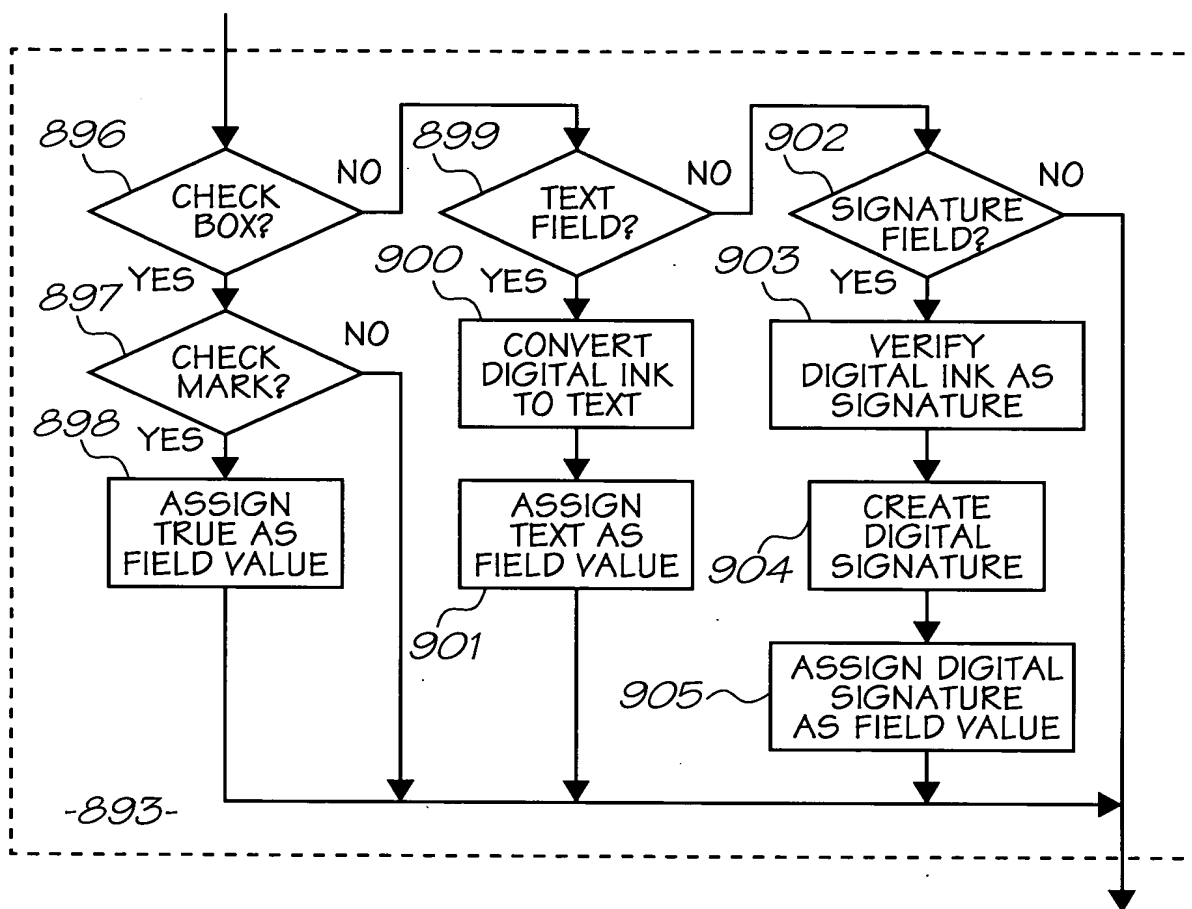 896
CHECK
BOX?
NO
YES
897
CHECK
MARK?
NO
YES
898
ASSIGN
TRUE AS
FIELD VALUE
899
TEXT
FIELD?
NO
YES
900
CONVERT
DIGITAL INK
TO TEXT
ASSIGN
TEXT AS
FIELD VALUE
901
902
SIGNATURE
FIELD?
NO
YES
903
VERIFY
DIGITAL INK AS
SIGNATURE
CREATE
DIGITAL
SIGNATURE
904
ASSIGN DIGITAL
SIGNATURE
AS FIELD VALUE
905
-893-